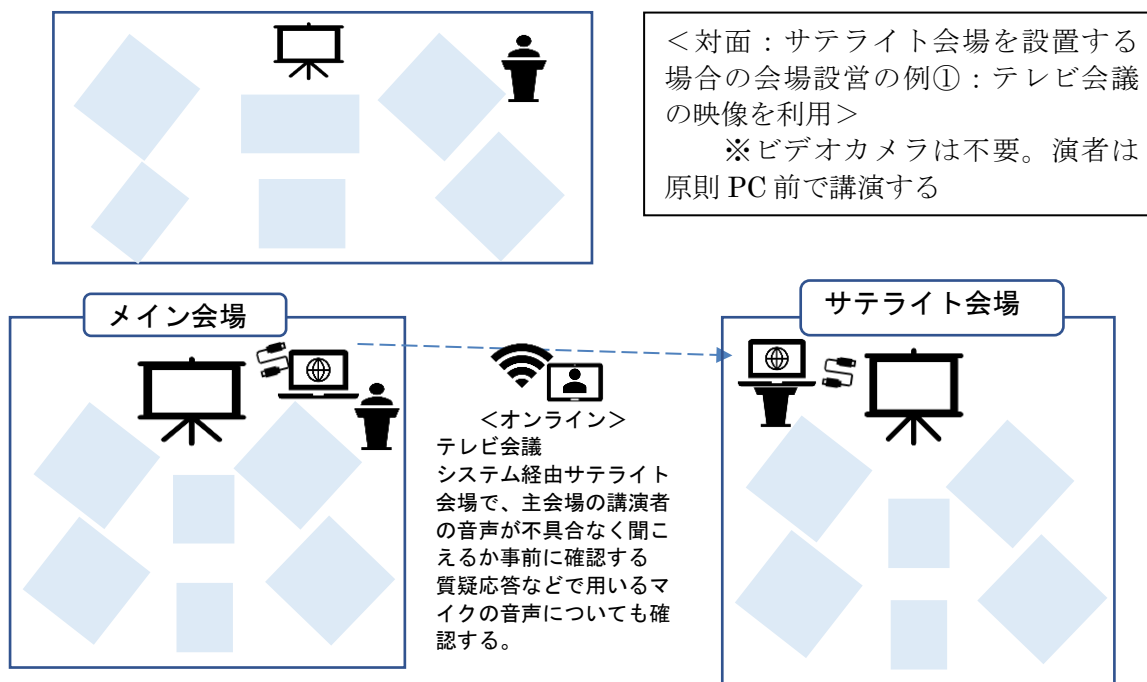 ＜対面：サテライト会場を設置する
場合の会場設営の例①：テレビ会議
の映像を利用＞
※ビデオカメラは不要。演者は
原則 PC 前で講演する
メイン会場
サテライト会場
＜オンライン＞
テレビ会議
システム経由サテライト
会場で、主会場の講演者
の音声が不具合なく聞こ
えるか事前に確認する
質疑応答などで用いるマ
イクの音声についても確
認する。